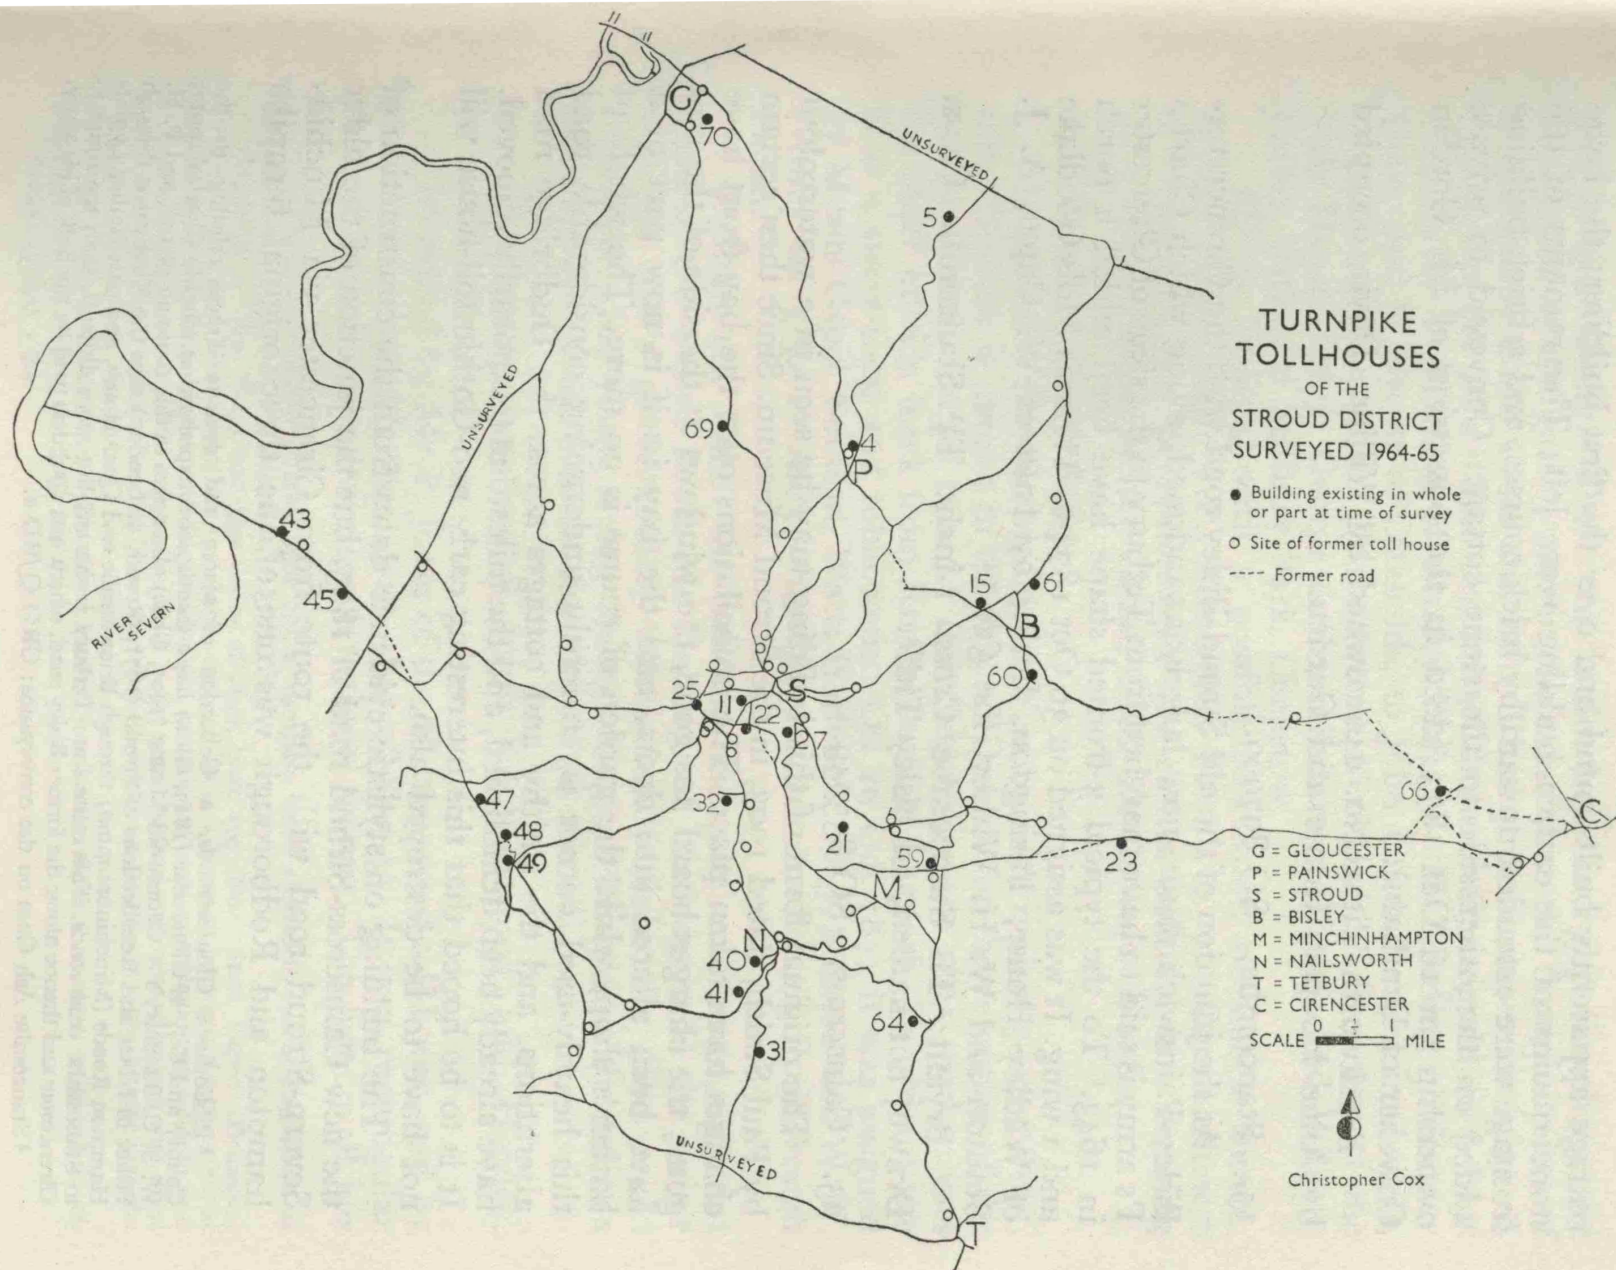 G
70
UNSURVEYED
5
TURNPIKE
TOLLHOUSES
OF THE
STROUD DISTRICT
SURVEYED 1964-65
Building existing in whole
or part at time of survey
Site of former toll house
Former road
UNSURVEYED
69
4
P
43
45
RIVER
SEVERN
15
61
B
60
25
11
S
22
27
47
48
49
32
21
6
59
23
66
C
M
N
40
41
64
31
UNSURVEYED
T
G = GLOUCESTER
P = PAINSWICK
S = STROUD
B = BISLEY
M = MINCHINHAMPTON
N = NAILSWORTH
T = TETBURY
C = CIRENCESTER
0 ½ 1
SCALE MILE
Christopher Cox